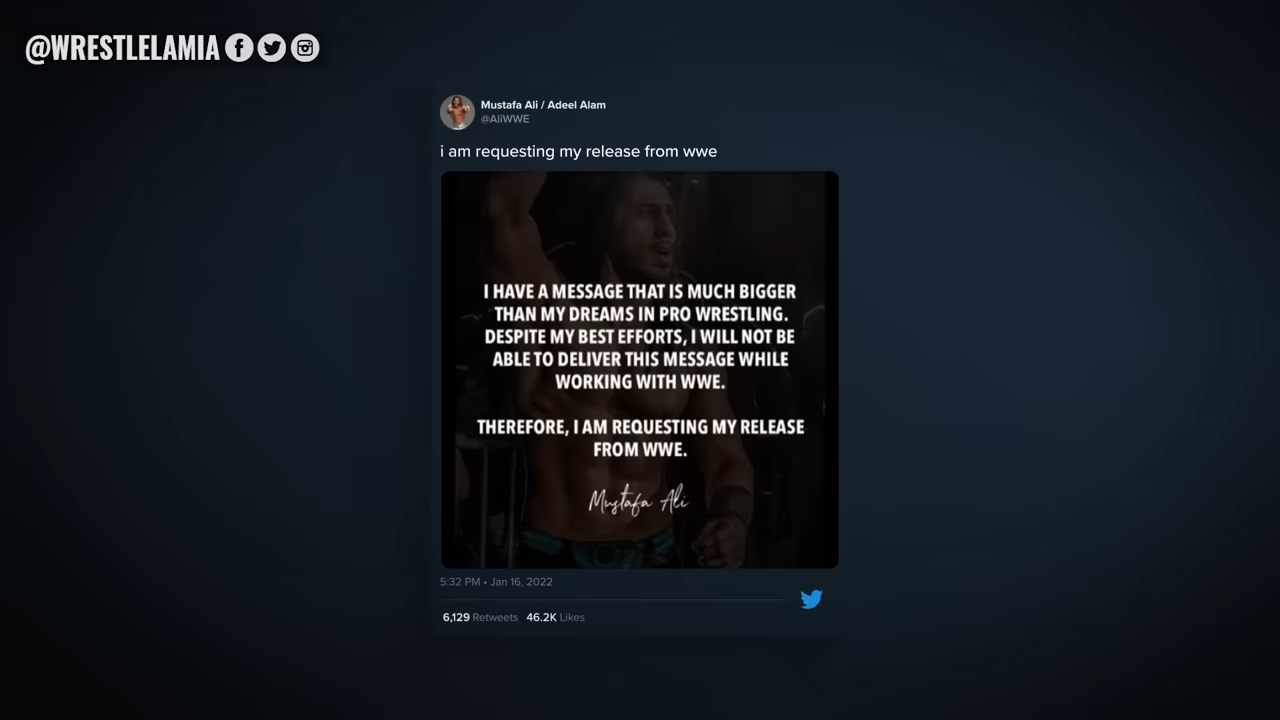 @WRESTLELAMIA
Mustafa Ali / Adeel Alam
@AliWWE
i am requesting my release from wwe
I HAVE A MESSAGE THAT IS MUCH BIGGER
THAN MY DREAMS IN PRO WRESTLING.
DESPITE MY BEST EFFORTS, I WILL NOT BE
ABLE TO DELIVER THIS MESSAGE WHILE
WORKING WITH WWE.
THEREFORE, I AM REQUESTING MY RELEASE
FROM WWE.
Mustafa Ali
5:32 PM • Jan 16, 2022
6,129 Retweets 46.2K Likes